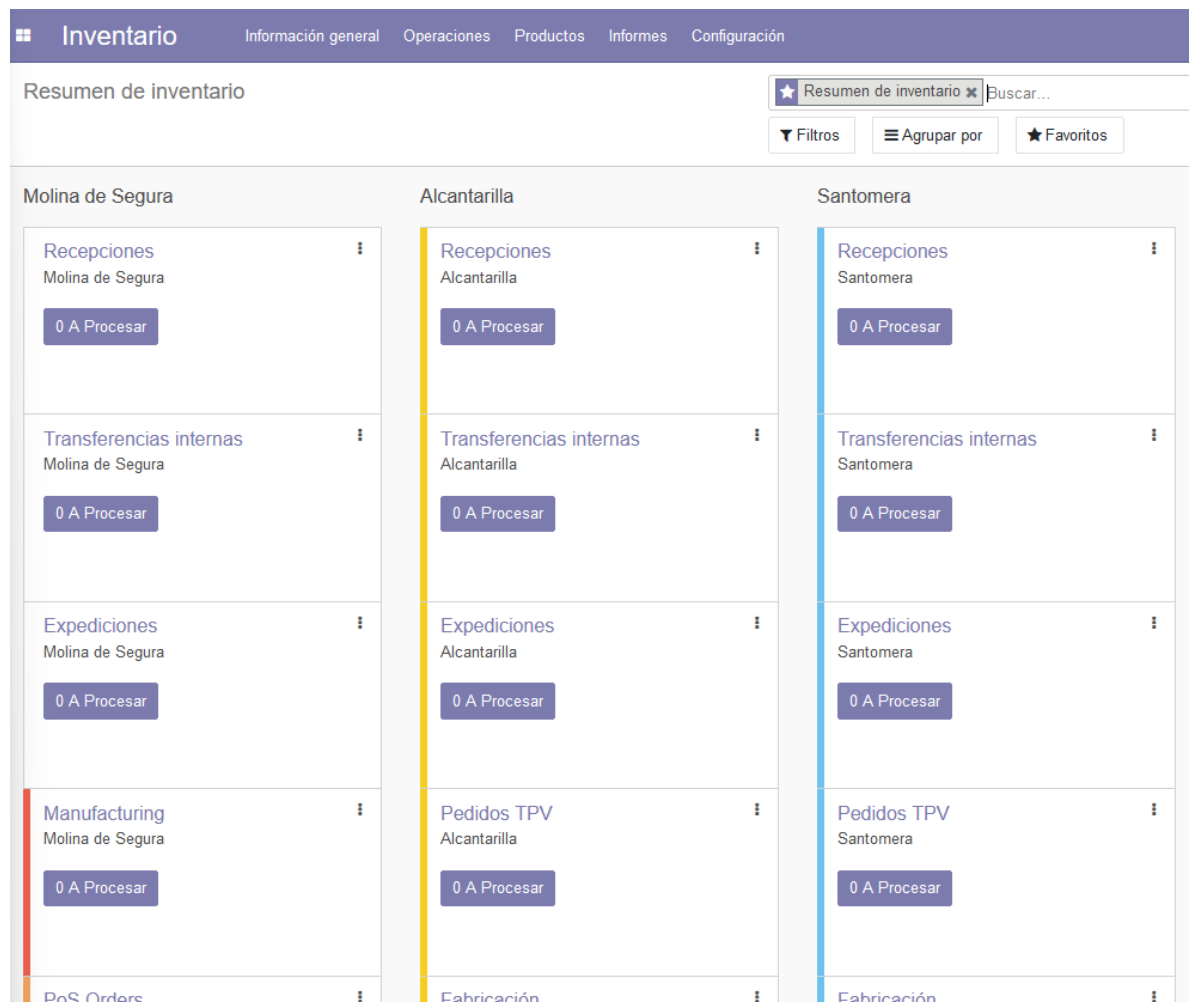 Inventario
Información general
Operaciones
Productos
Informes
Configuración
Resumen de inventario
Resumen de inventario
Buscar...
Filtros
Agrupar por
Favoritos
Molina de Segura
Alcantarilla
Santomera
Recepciones
Molina de Segura
0 A Procesar
Recepciones
Alcantarilla
0 A Procesar
Recepciones
Santomera
0 A Procesar
Transferencias internas
Molina de Segura
0 A Procesar
Transferencias internas
Alcantarilla
0 A Procesar
Transferencias internas
Santomera
0 A Procesar
Expediciones
Molina de Segura
0 A Procesar
Expediciones
Alcantarilla
0 A Procesar
Expediciones
Santomera
0 A Procesar
Manufacturing
Molina de Segura
0 A Procesar
Pedidos TPV
Alcantarilla
0 A Procesar
Pedidos TPV
Santomera
0 A Procesar
PoS Orders
Fabricación
Fabricación